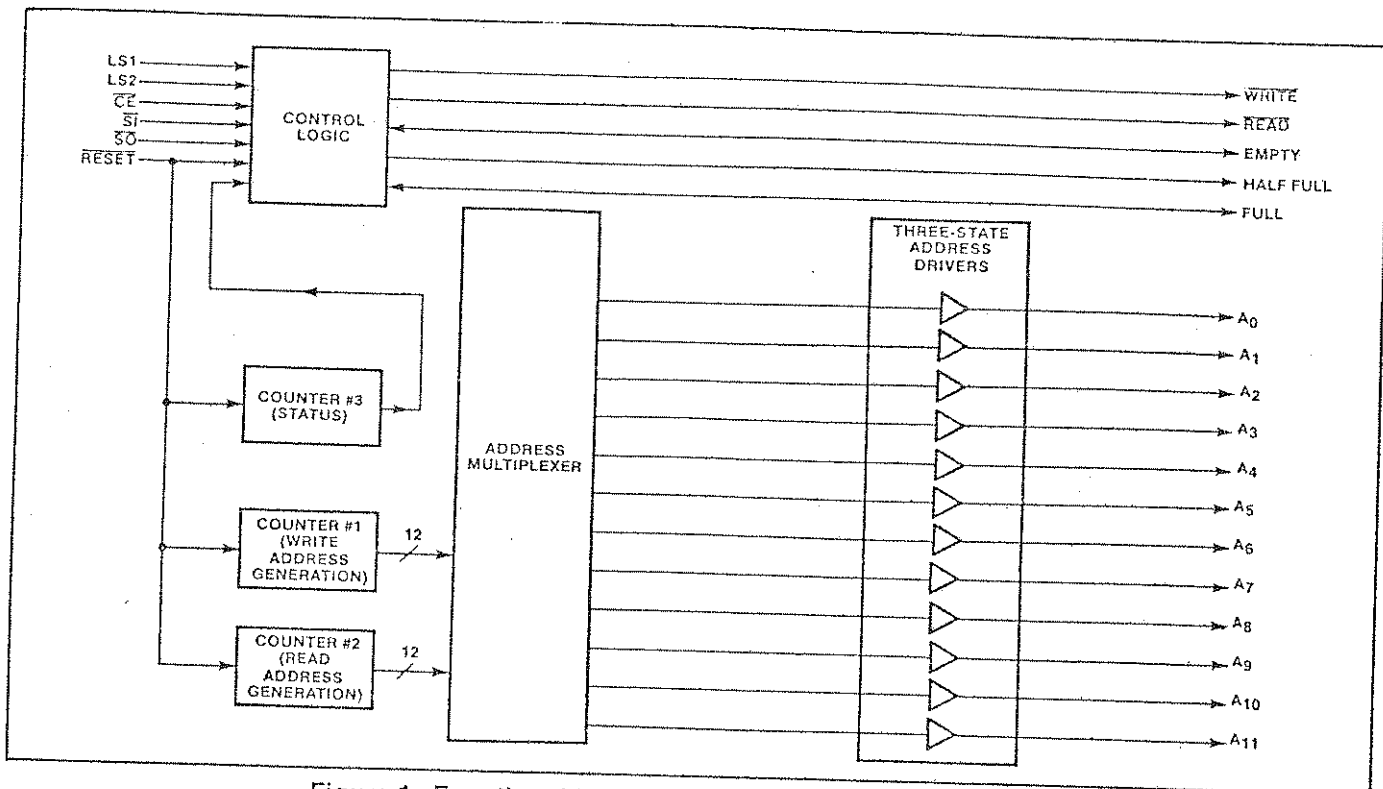 LS1
LS2
CE
SI
SO
RESET
CONTROL
LOGIC
WRITE
READ
EMPTY
HALF FULL
FULL
THREE-STATE
ADDRESS
DRIVERS
COUNTER #3
(STATUS)
ADDRESS
MULTIPLEXER
COUNTER #1
(WRITE
ADDRESS
GENERATION)
12
COUNTER #2
(READ
ADDRESS
GENERATION)
12
A0
A1
A2
A3
A4
A5
A6
A7
A8
A9
A10
A11